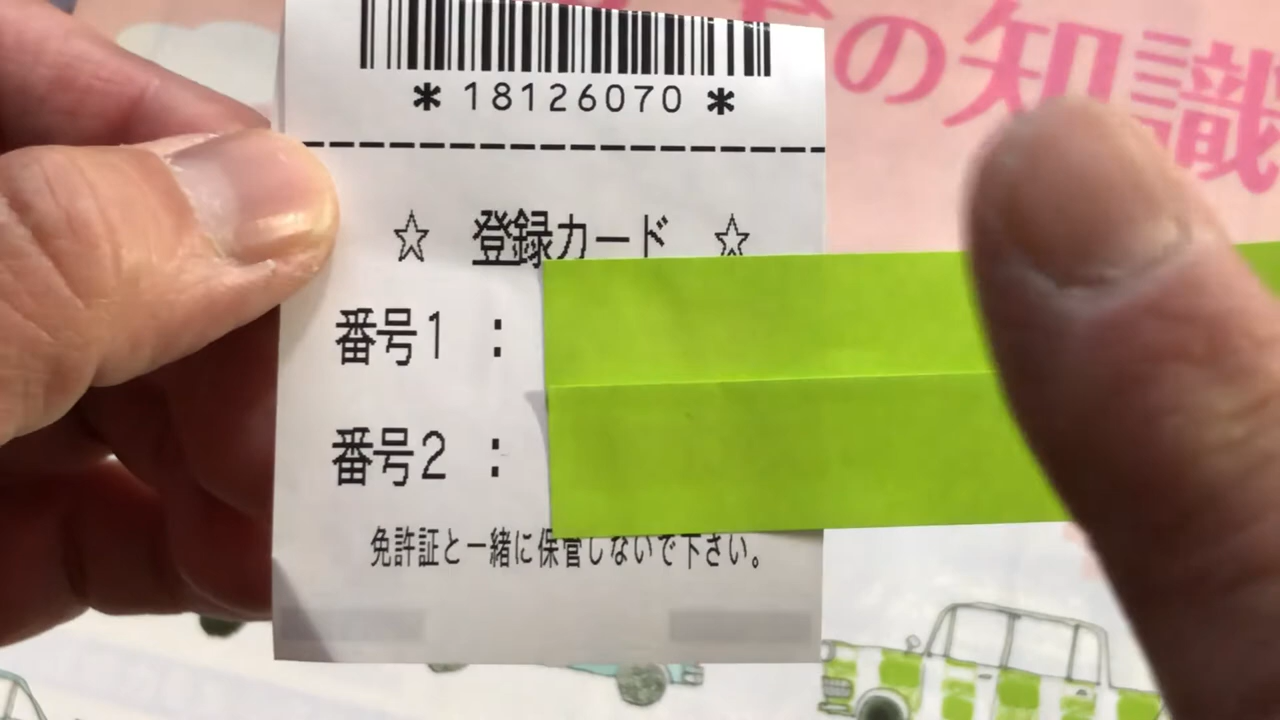 の知識
*18126070*
☆ 登録カード ☆
番号1 :
番号2 :
免許証と一緒に保管しないで下さい。